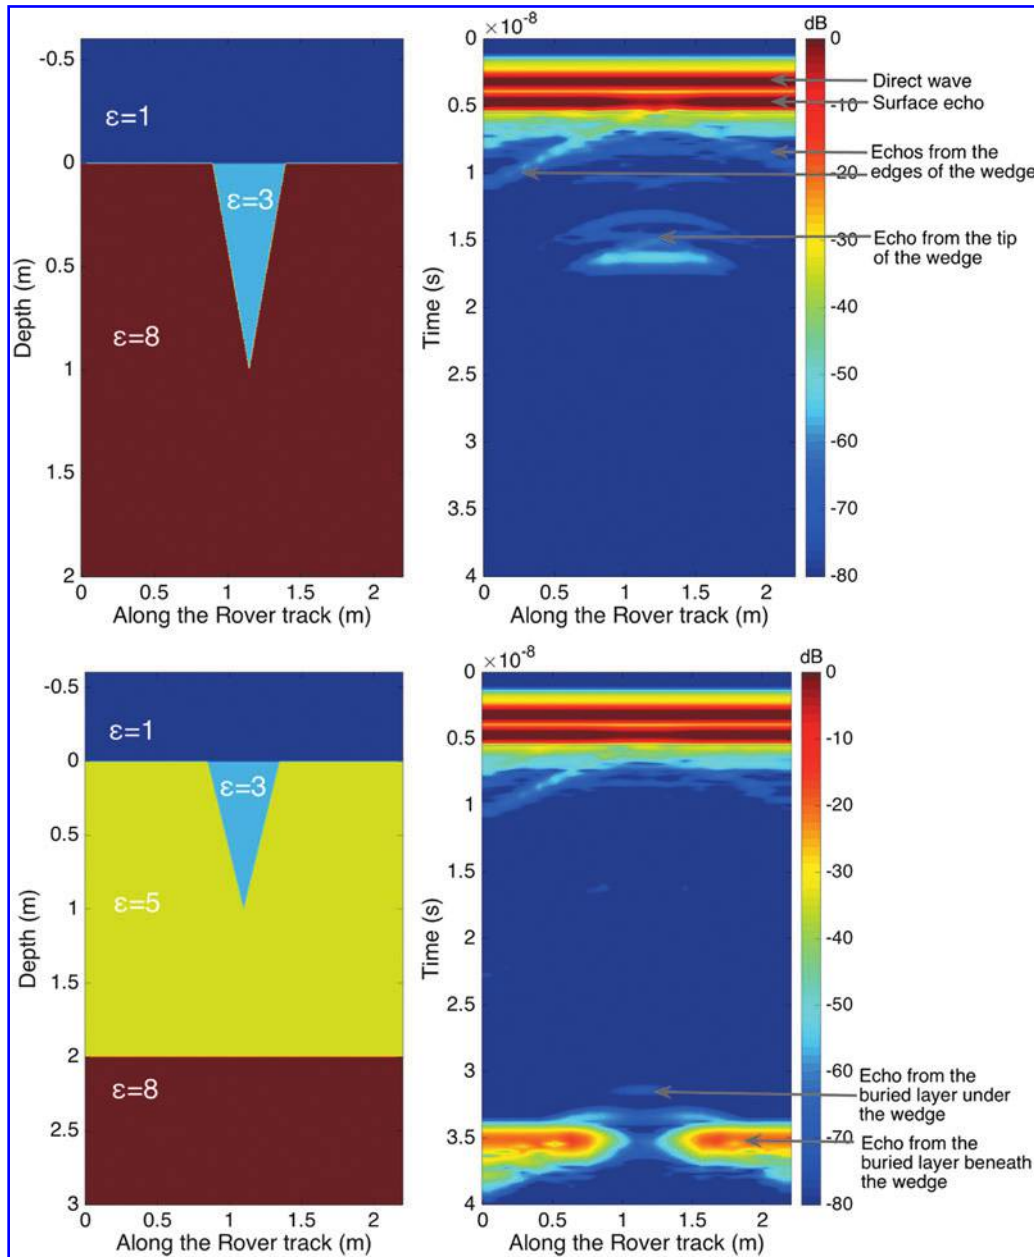 -0.5
0
0.5
1
1.5
2
Depth (m)
ε=1
ε=3
ε=8
0 0.5 1 1.5 2
Along the Rover track (m)
×10⁻⁸
0
0.5
1
1.5
2
2.5
3
3.5
4
Time (s)
0 0.5 1 1.5 2
Along the Rover track (m)
dB
0
-10
-20
-30
-40
-50
-60
-70
-80
Direct wave
Surface echo
Echos from the
edges of the wedge
Echo from the tip
of the wedge
-0.5
0
0.5
1
1.5
2
2.5
3
Depth (m)
ε=1
ε=3
ε=5
ε=8
0 0.5 1 1.5 2
Along the Rover track (m)
×10⁻⁸
0
0.5
1
1.5
2
2.5
3
3.5
4
Time (s)
0 0.5 1 1.5 2
Along the Rover track (m)
dB
0
-10
-20
-30
-40
-50
-60
-70
-80
Echo from the
buried layer under
the wedge
Echo from the
buried layer beneath
the wedge